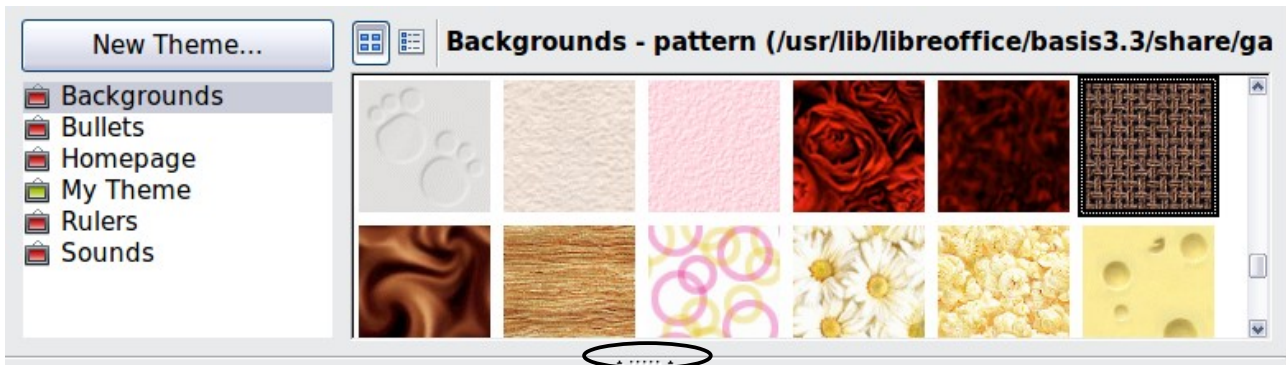 New Theme...
Backgrounds - pattern (/usr/lib/libreoffice/basis3.3/share/ga
Backgrounds
Bullets
Homepage
My Theme
Rulers
Sounds